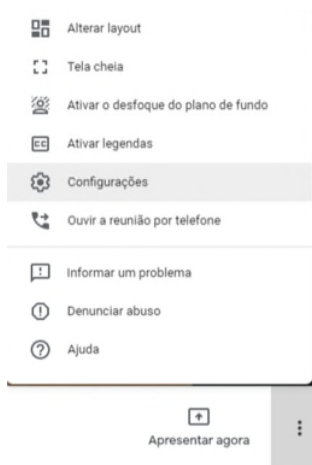 Alterar layout
Tela cheia
Ativar o desfoque do plano de fundo
CC
Ativar legendas
Configurações
Ouvir a reunião por telefone
Informar um problema
Denunciar abuso
Ajuda
Apresentar agora